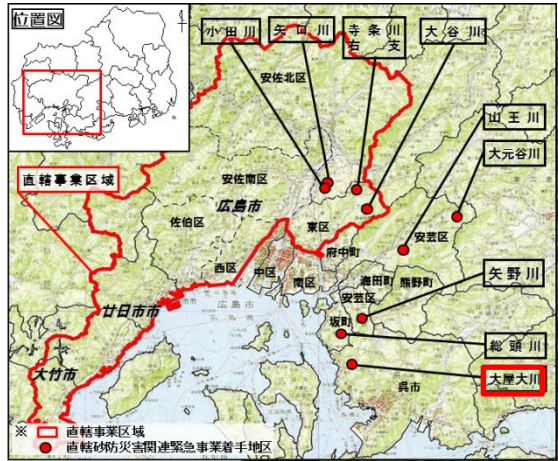 位置図
小田川
矢口川
寺条川
右支
大谷川
安佐北区
山王川
大元谷川
直轄事業区域
安佐南区
広島市
佐伯区
東区
安芸区
府中町
西区
中区
南区
海田町
熊野町
矢野川
安芸区
広島市
廿日市市
坂町
総頭川
大竹市
呉市
大屋大川
※
直轄事業区域
直轄砂防災害関連緊急事業着手地区